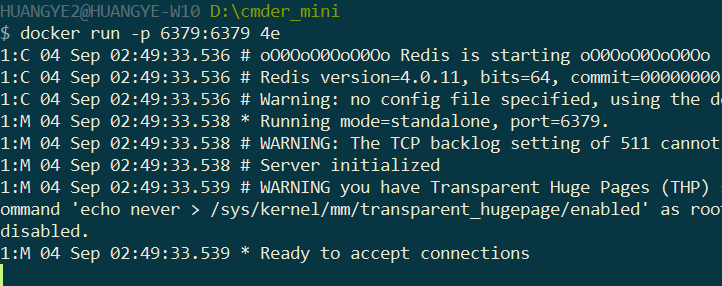 HUANGYE2@HUANGYE-W10 D:\cmder_mini
$ docker run -p 6379:6379 4e
1:C 04 Sep 02:49:33.536 # oO0OoO0OoO0Oo Redis is starting oO0OoO0OoO0Oo
1:C 04 Sep 02:49:33.536 # Redis version=4.0.11, bits=64, commit=00000000
1:C 04 Sep 02:49:33.536 # Warning: no config file specified, using the de
1:M 04 Sep 02:49:33.538 * Running mode=standalone, port=6379.
1:M 04 Sep 02:49:33.538 # WARNING: The TCP backlog setting of 511 cannot
1:M 04 Sep 02:49:33.538 # Server initialized
1:M 04 Sep 02:49:33.539 # WARNING you have Transparent Huge Pages (THP)
ommand 'echo never > /sys/kernel/mm/transparent_hugepage/enabled' as roo
disabled.
1:M 04 Sep 02:49:33.539 * Ready to accept connections